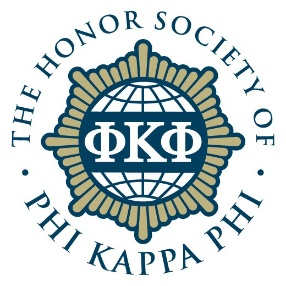 • THE HONOR SOCIETY OF •
PHI KAPPA PHI
ΦΚΦ